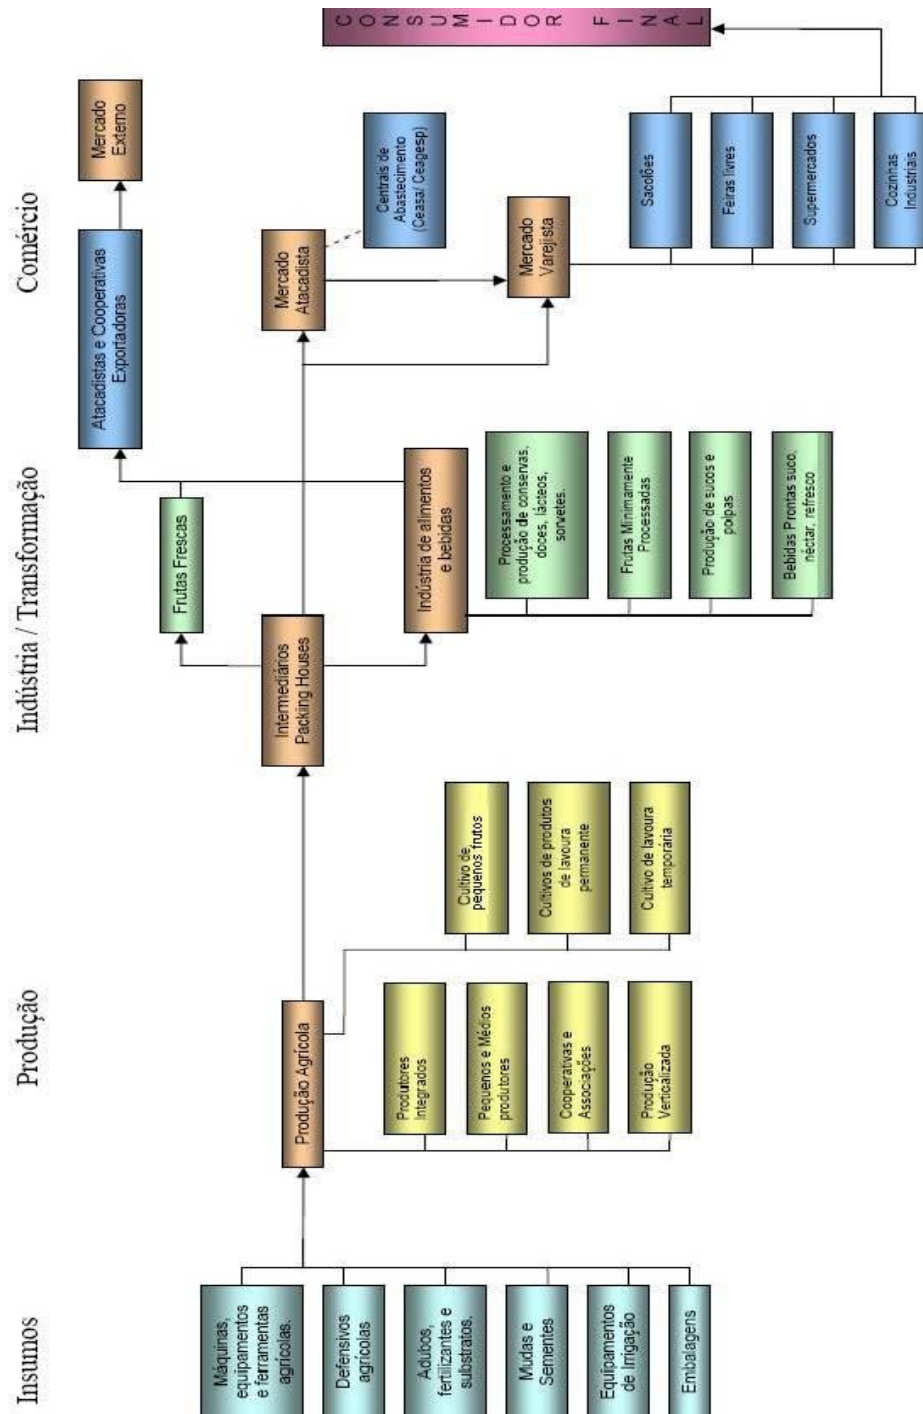 Insumos
Produção
Indústria / Transformação
Comércio
Máquinas,
equipamentos
e ferramentas
agrícolas.
Defensivos
agrícolas
Adubos,
fertilizantes e
substratos.
Mudas e
Sementes
Equipamentos
de Irrigação
Embalagens
Produção Agrícola
Produtores
Integrados
Pequenos e Médios
produtores
Cooperativas e
Associações
Produção
Verticalizada
Cultivo de
pequenos frutos
Cultivos de produtos
de lavoura
permanente
Cultivo de lavoura
temporária
Intermediários
Packing Houses
Frutas Frescas
Indústria de alimentos
e bebidas
Processamento e
produção de conservas,
doces, lácteos,
sorvetes.
Frutas Minimamente
Processadas
Produção de sucos e
polpas
Bebidas Prontas suco,
néctar, refresco
Atacadistas e Cooperativas
Exportadoras
Mercado
Externo
Mercado
Atacadista
Centrais de
Abastecimento
(Ceasa/ Ceagesp)
Mercado
Varejista
Sacolões
Feiras livres
Supermercados
Cozinhas
Industriais
CONSUMIDOR FINAL